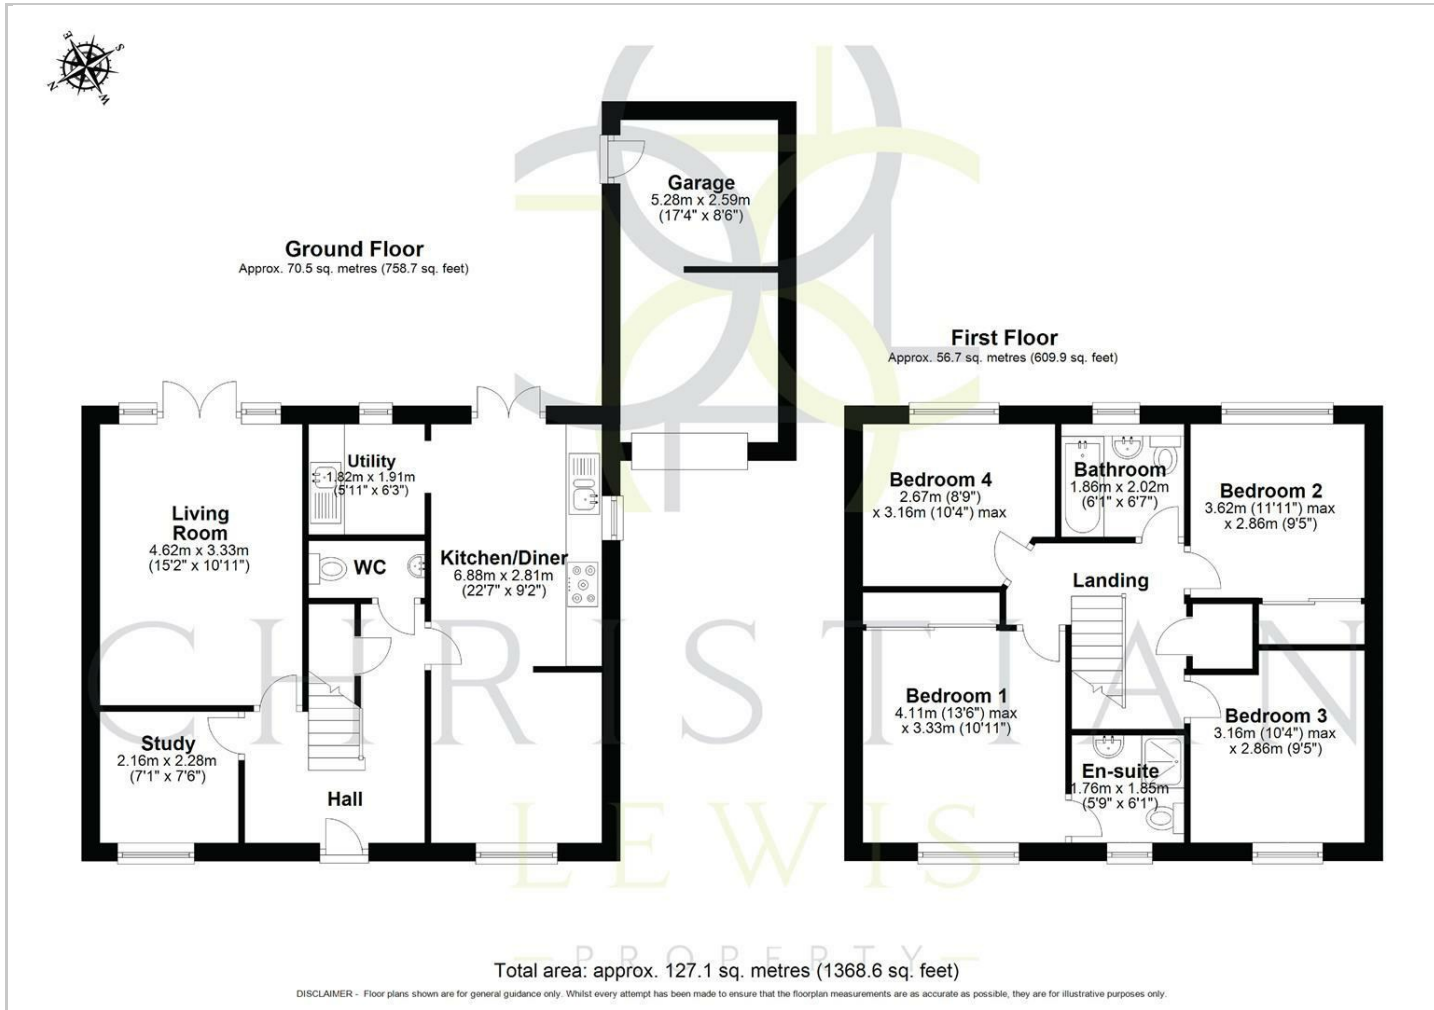 E
S
N
W
Garage
5.28m x 2.59m
(17'4" x 8'6")
Ground Floor
Approx. 70.5 sq. metres (758.7 sq. feet)
First Floor
Approx. 56.7 sq. metres (609.9 sq. feet)
Living
Room
4.62m x 3.33m
(15'2" x 10'11")
Utility
1.82m x 1.91m
(5'11" x 6'3")
WC
Kitchen/Diner
6.88m x 2.81m
(22'7" x 9'2")
Study
2.16m x 2.28m
(7'1" x 7'6")
Hall
Bedroom 4
2.67m (8'9")
x 3.16m (10'4") max
Bathroom
1.86m x 2.02m
(6'1" x 6'7")
Bedroom 2
3.62m (11'11") max
x 2.86m (9'5")
Landing
Bedroom 1
4.11m (13'6") max
x 3.33m (10'11")
En-suite
1.76m x 1.85m
(5'9" x 6'1")
Bedroom 3
3.16m (10'4") max
x 2.86m (9'5")
CHRISTIAN
LEWIS
PROPERTY
Total area: approx. 127.1 sq. metres (1368.6 sq. feet)
DISCLAIMER - Floor plans shown are for general guidance only. Whilst every attempt has been made to ensure that the floorplan measurements are as accurate as possible, they are for illustrative purposes only.